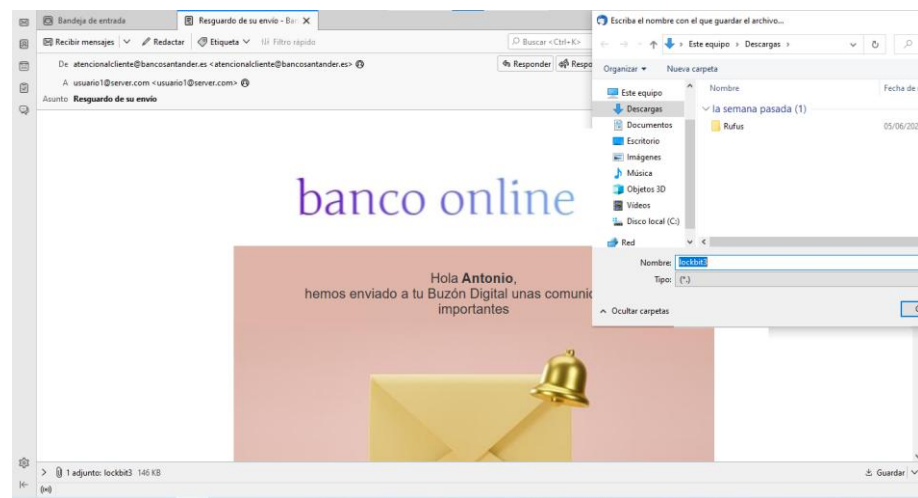 Bandeja de entrada
Resguardo de su envío - Ban
Recibir mensajes
Redactar
Etiqueta
Filtro rápido
Buscar <Ctrl+K>
De atencionalcliente@bancosantander.es <atencionalcliente@bancosantander.es>
Responder
Respo
A usuario1@server.com <usuario1@server.com>
Asunto Resguardo de su envío
banco online
Hola Antonio,
hemos enviado a tu Buzón Digital unas comunic
importantes
1 adjunto: lockbit3 146 KB
Guardar
Escriba el nombre con el que guardar el archivo...
Este equipo > Descargas >
Organizar
Nueva carpeta
Este equipo
Descargas
Documentos
Escritorio
Imágenes
Música
Objetos 3D
Vídeos
Disco local (C:)
Red
Nombre
Fecha de
la semana pasada (1)
Rufus
05/06/202
Nombre: lockbit3
Tipo: (*.)
Ocultar carpetas